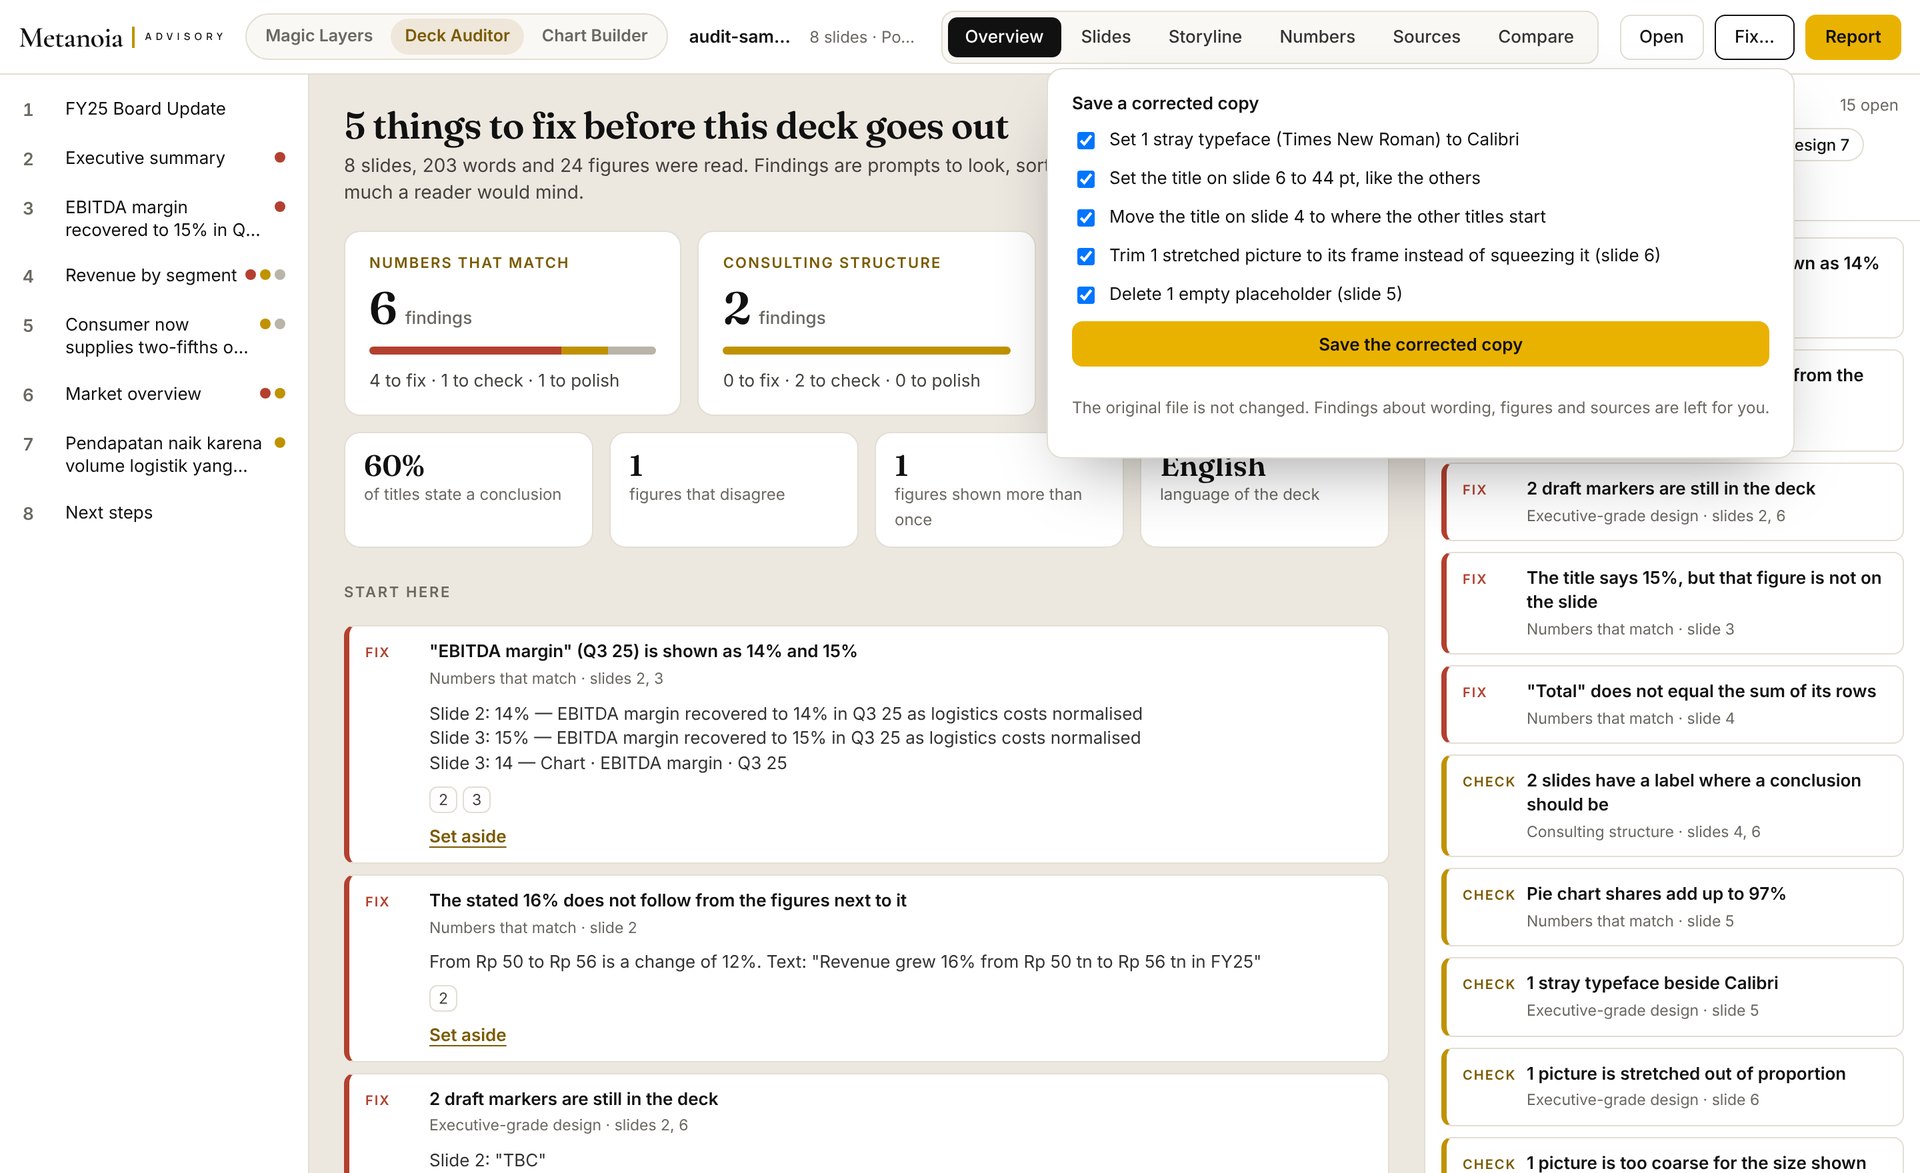 Metanoia ADVISORY
Magic Layers
Deck Auditor
Chart Builder
audit-sam...
8 slides · Po...
Overview
Slides
Storyline
Numbers
Sources
Compare
Open
Fix...
Report
1 FY25 Board Update
2 Executive summary
3 EBITDA margin
recovered to 15% in Q...
4 Revenue by segment
5 Consumer now
supplies two-fifths o...
6 Market overview
7 Pendapatan naik karena
volume logistik yang...
8 Next steps
5 things to fix before this deck goes out
8 slides, 203 words and 24 figures were read. Findings are prompts to look, sort
much a reader would mind.
NUMBERS THAT MATCH
6 findings
4 to fix · 1 to check · 1 to polish
CONSULTING STRUCTURE
2 findings
0 to fix · 2 to check · 0 to polish
60%
of titles state a conclusion
1
figures that disagree
1
figures shown more than
once
English
language of the deck
START HERE
FIX "EBITDA margin" (Q3 25) is shown as 14% and 15%
Numbers that match · slides 2, 3
Slide 2: 14% — EBITDA margin recovered to 14% in Q3 25 as logistics costs normalised
Slide 3: 15% — EBITDA margin recovered to 15% in Q3 25 as logistics costs normalised
Slide 3: 14 — Chart · EBITDA margin · Q3 25
2 3
Set aside
FIX The stated 16% does not follow from the figures next to it
Numbers that match · slide 2
From Rp 50 to Rp 56 is a change of 12%. Text: "Revenue grew 16% from Rp 50 tn to Rp 56 tn in FY25"
2
Set aside
FIX 2 draft markers are still in the deck
Executive-grade design · slides 2, 6
Slide 2: "TBC"
Save a corrected copy
Set 1 stray typeface (Times New Roman) to Calibri
Set the title on slide 6 to 44 pt, like the others
Move the title on slide 4 to where the other titles start
Trim 1 stretched picture to its frame instead of squeezing it (slide 6)
Delete 1 empty placeholder (slide 5)
Save the corrected copy
The original file is not changed. Findings about wording, figures and sources are left for you.
15 open
esign 7
wn as 14%
from the
FIX 2 draft markers are still in the deck
Executive-grade design · slides 2, 6
FIX The title says 15%, but that figure is not on
the slide
Numbers that match · slide 3
FIX "Total" does not equal the sum of its rows
Numbers that match · slide 4
CHECK 2 slides have a label where a conclusion
should be
Consulting structure · slides 4, 6
CHECK Pie chart shares add up to 97%
Numbers that match · slide 5
CHECK 1 stray typeface beside Calibri
Executive-grade design · slide 5
CHECK 1 picture is stretched out of proportion
Executive-grade design · slide 6
CHECK 1 picture is too coarse for the size shown